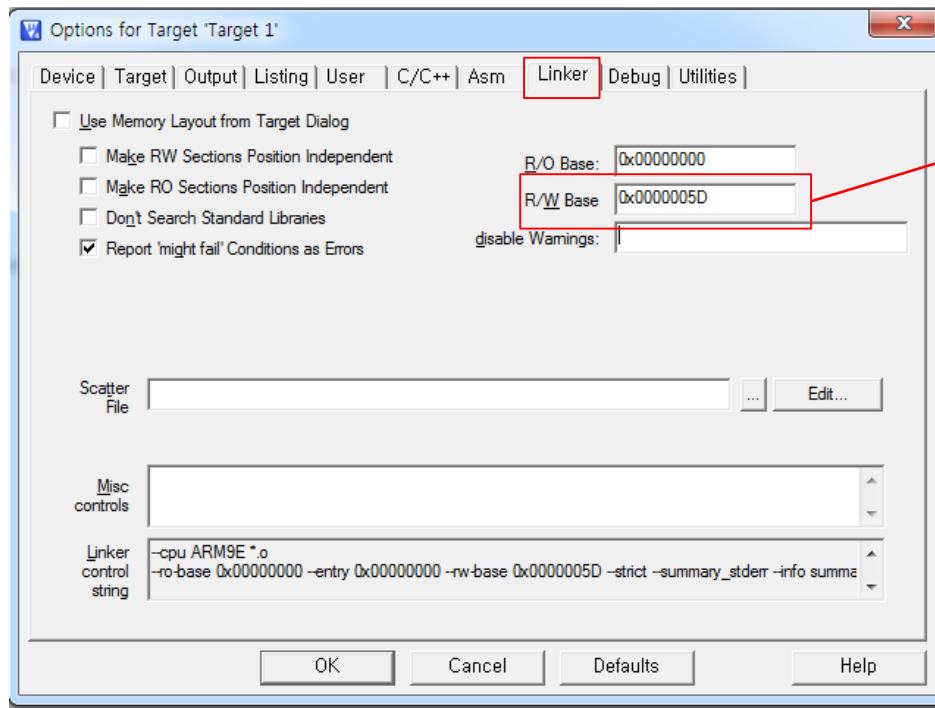 Options for Target 'Target 1'
Device Target Output Listing User C/C++ Asm Linker Debug Utilities
Use Memory Layout from Target Dialog
Make RW Sections Position Independent
R/O Base: 0x00000000
Make RO Sections Position Independent
R/W Base 0x0000005D
Don't Search Standard Libraries
disable Warnings:
Report 'might fail' Conditions as Errors
Scatter
File
... Edit...
Misc
controls
Linker
control
string
--cpu ARM9E *.o
--ro-base 0x00000000 --entry 0x00000000 --rw-base 0x0000005D --strict --summary_stderr --info summa
OK Cancel Defaults Help